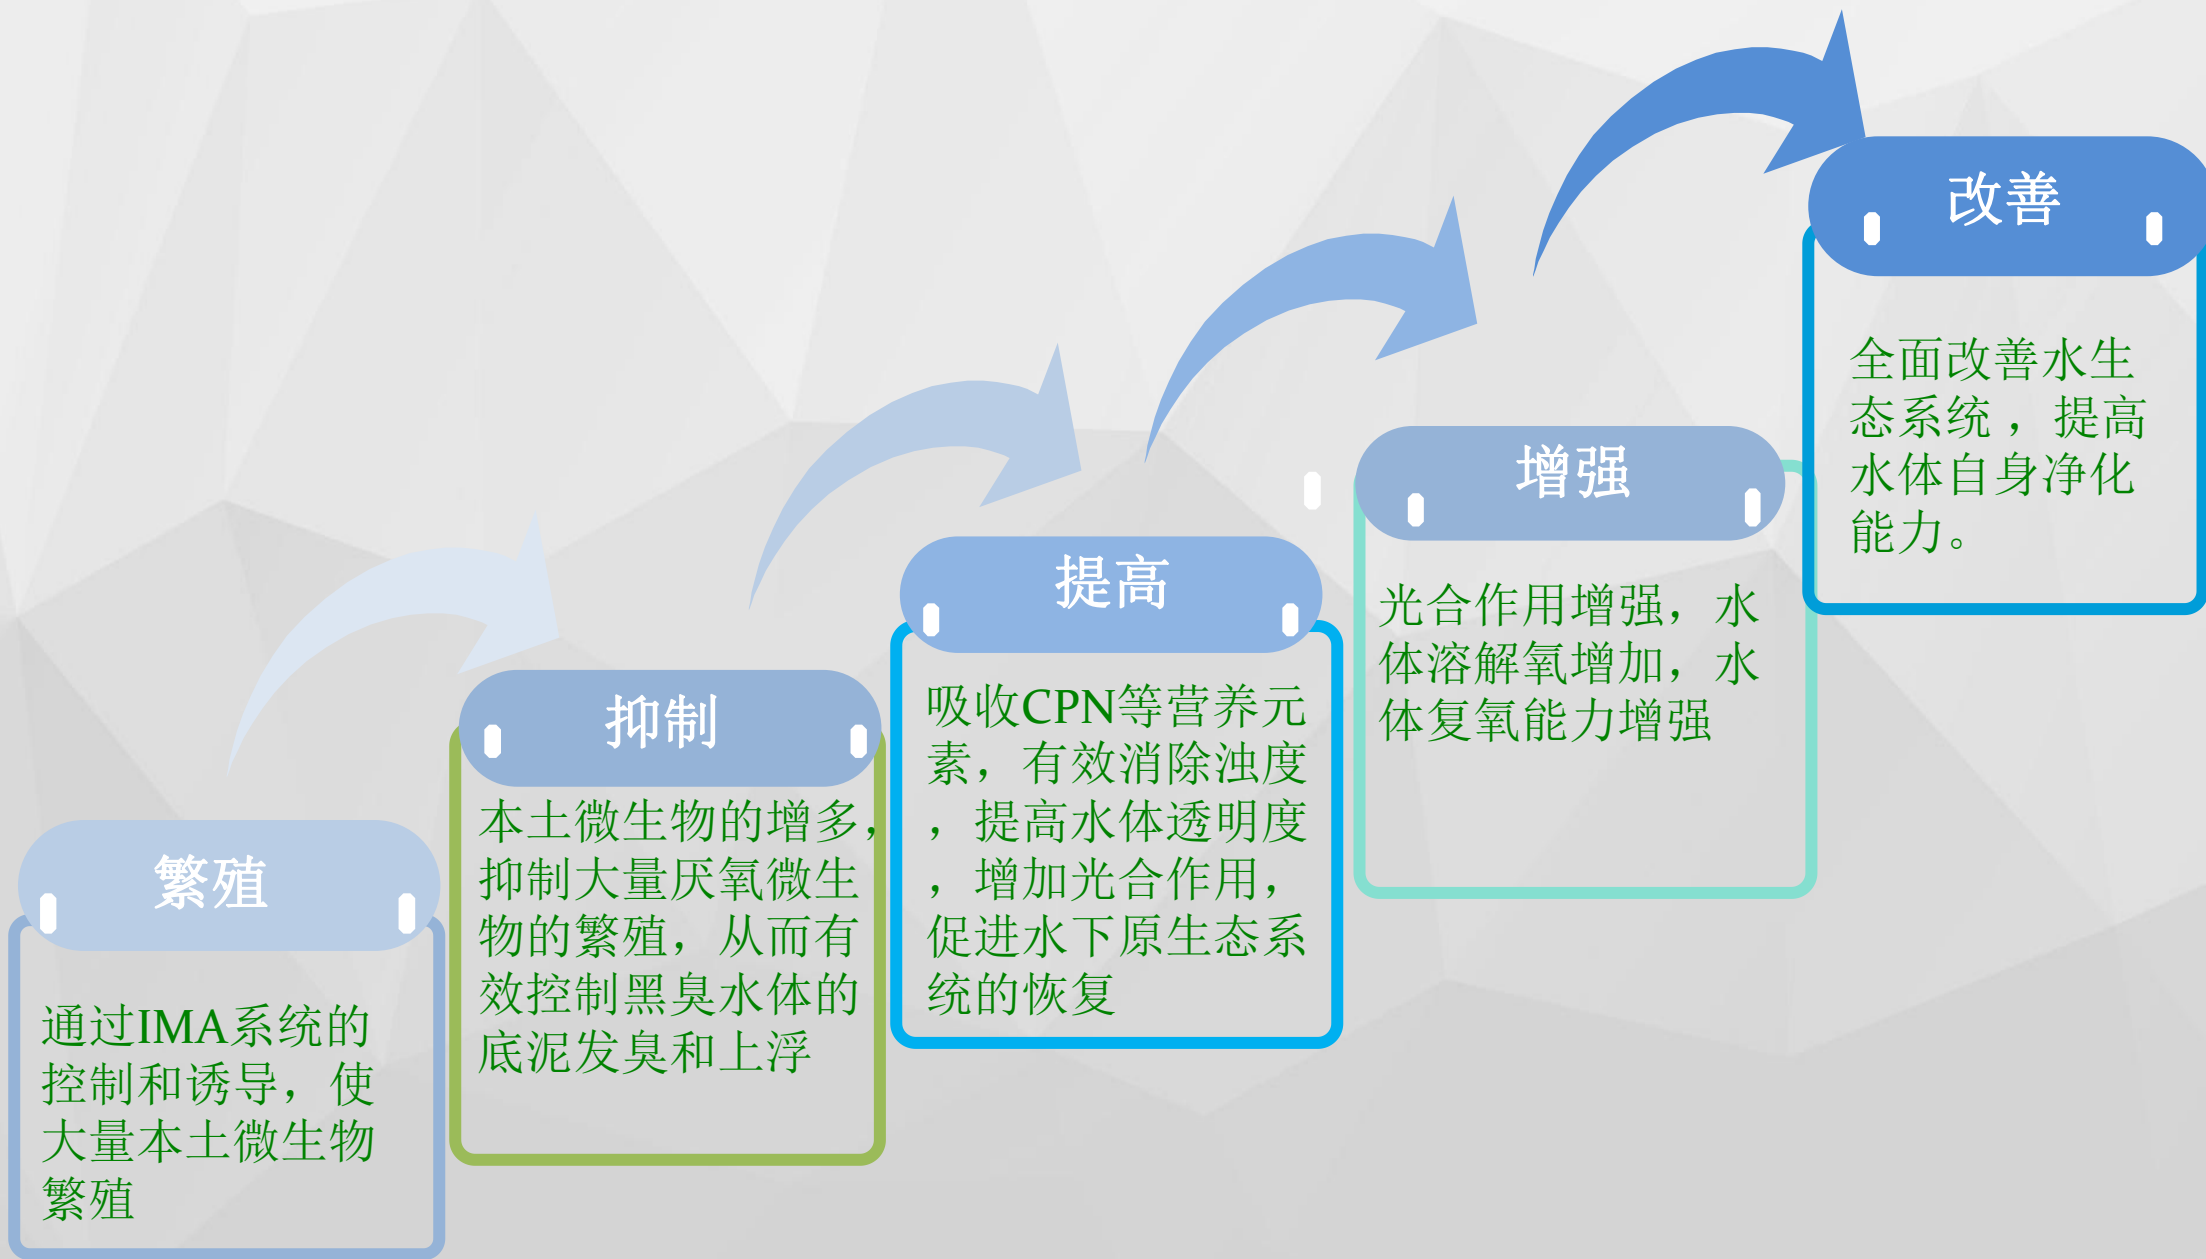 繁殖
通过IMA系统的
控制和诱导，使
大量本土微生物
繁殖
抑制
本土微生物的增多，
抑制大量厌氧微生
物的繁殖，从而有
效控制黑臭水体的
底泥发臭和上浮
提高
吸收CPN等营养元
素，有效消除浊度
，提高水体透明度
，增加光合作用，
促进水下原生态系
统的恢复
增强
光合作用增强，水
体溶解氧增加，水
体复氧能力增强
改善
全面改善水生
态系统，提高
水体自身净化
能力。